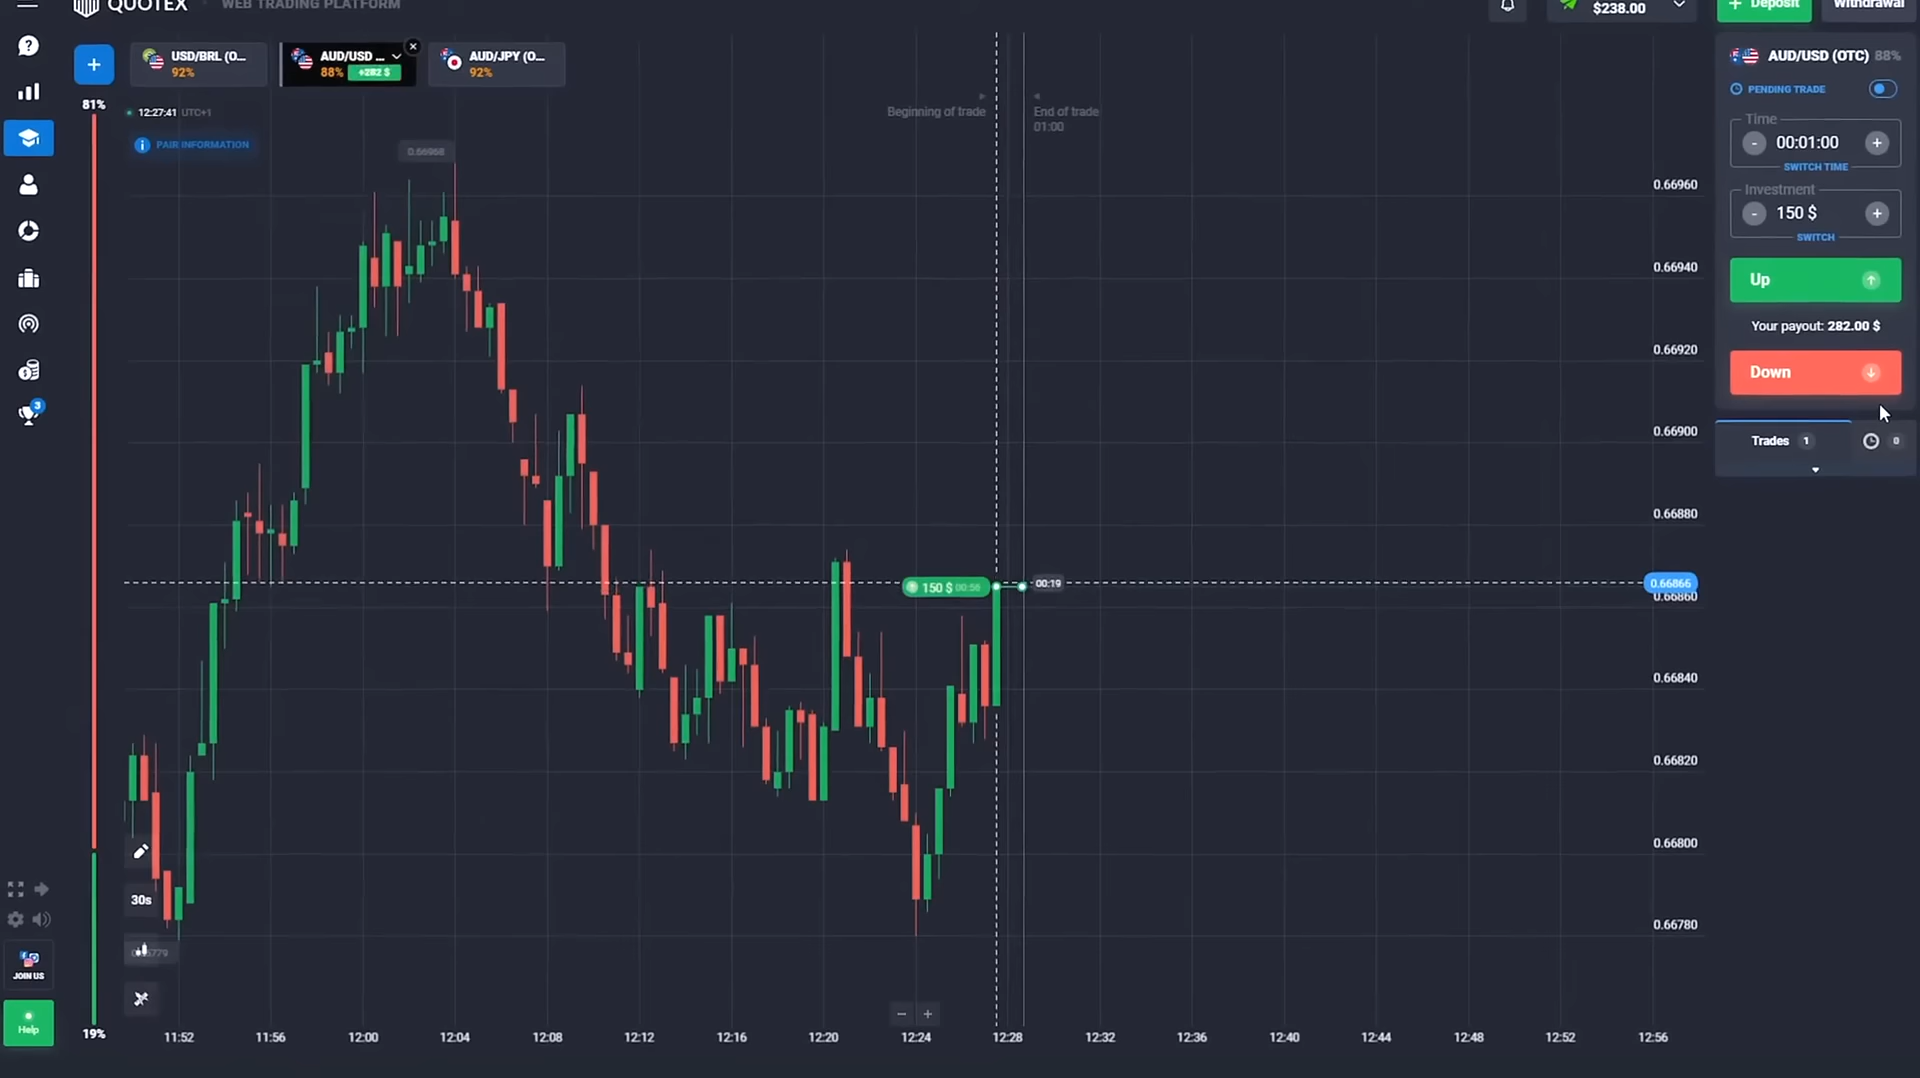 QUOTEX
WEB TRADING PLATFORM
$238.00
+ Deposit
Withdrawal
+
USD/BRL (O...
92%
AUD/USD ...
88% +282 $
AUD/JPY (O...
92%
81%
12:27:41 UTC+1
PAIR INFORMATION
Beginning of trade
End of trade
01:00
0.66968
AUD/USD (OTC) 88%
PENDING TRADE
Time
- 00:01:00 +
SWITCH TIME
Investment
- 150 $ +
SWITCH
Up
Your payout: 282.00 $
Down
Trades 1
0
3
0.66960
0.66940
0.66920
0.66900
0.66880
150 $ 00:56
00:19
0.66866
0.66860
0.66840
0.66820
0.66800
0.66780
30s
JOIN US
Help
19%
− +
11:52 11:56 12:00 12:04 12:08 12:12 12:16 12:20 12:24 12:28 12:32 12:36 12:40 12:44 12:48 12:52 12:56